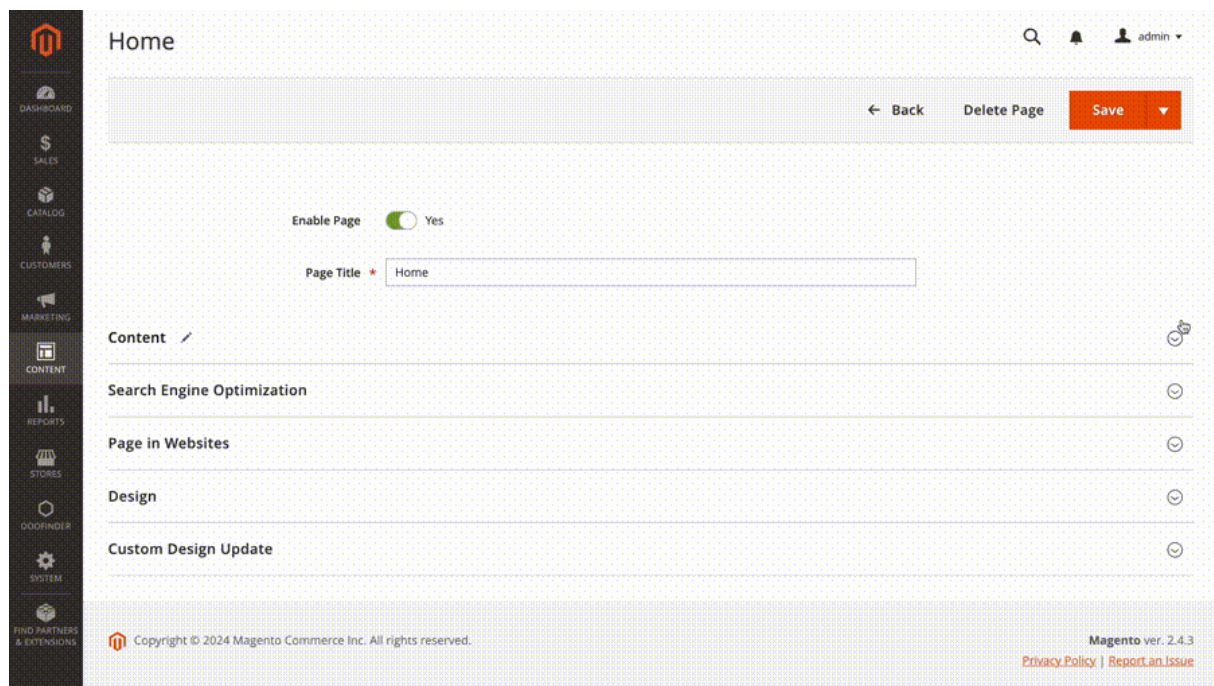 Home
admin
DASHBOARD
← Back
Delete Page
Save
$
SALES
CATALOG
Enable Page
Yes
CUSTOMERS
Page Title *
Home
MARKETING
Content
CONTENT
Search Engine Optimization
REPORTS
Page in Websites
STORES
Design
DOOFINDER
Custom Design Update
SYSTEM
FIND PARTNERS
& EXTENSIONS
Copyright © 2024 Magento Commerce Inc. All rights reserved.
Magento ver. 2.4.3
Privacy Policy | Report an Issue